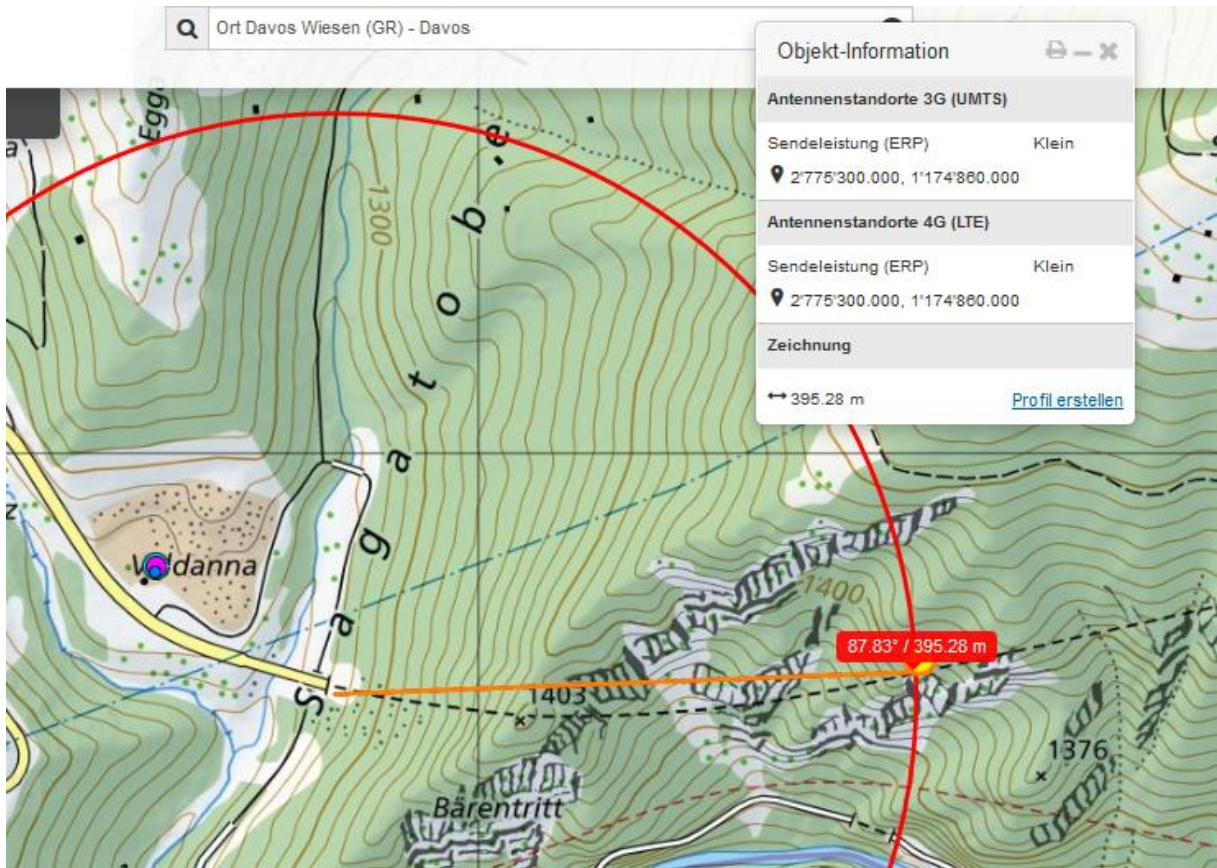 Ort Davos Wiesen (GR) - Davos
Objekt-Information
Antennenstandorte 3G (UMTS)
Sendeleistung (ERP) Klein
2'775'300.000, 1'174'860.000
Antennenstandorte 4G (LTE)
Sendeleistung (ERP) Klein
2'775'300.000, 1'174'860.000
Zeichnung
395.28 m Profil erstellen
Egga
1300
Sagatobe
1400
87.83° / 395.28 m
1403
1376
Bärentritt